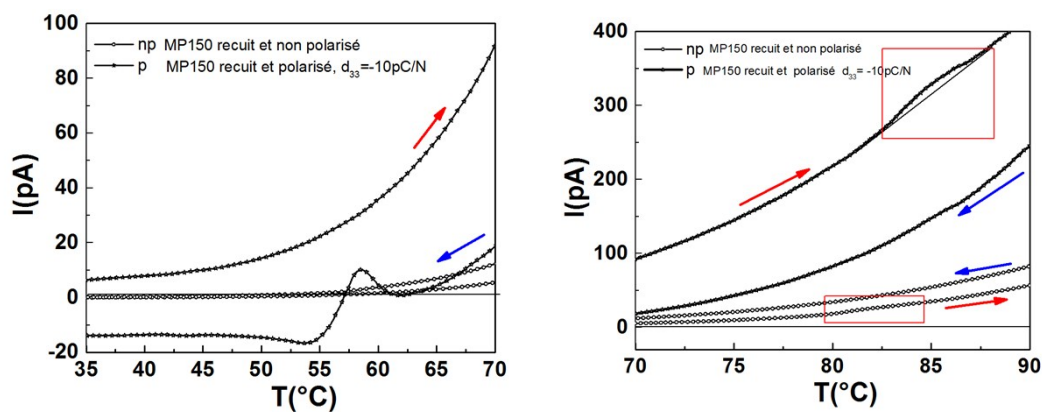 100
80
60
40
20
0
-20
I(pA)
np MP150 recuit et non polarisé
p MP150 recuit et polarisé, d33=-10pC/N
35 40 45 50 55 60 65 70
T(°C)
400
300
200
100
0
I(pA)
np MP150 recuit et non polarisé
p MP150 recuit et polarisé d33= -10pC/N
70 75 80 85 90
T(°C)